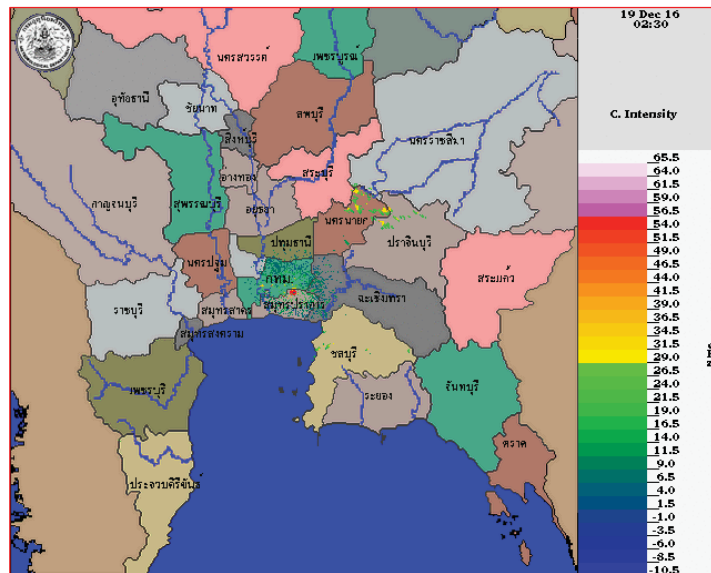 19 Dec 16
02:30
C. Intensity
65.5
64.0
61.5
59.0
56.5
54.0
51.5
49.0
46.5
44.0
41.5
39.0
36.5
34.5
31.5
29.0
26.5
24.0
21.5
19.0
16.5
14.0
11.5
9.0
6.5
4.0
1.5
-1.0
-3.5
-6.0
-8.5
-10.5
นครสวรรค์
เพชรบูรณ์
อุทัยธานี
ชัยนาท
ลพบุรี
สิงห์บุรี
นครราชสีมา
สระบุรี
อ่างทอง
กาญจนบุรี
สุพรรณบุรี
อยุธยา
นครนายก
ปทุมธานี
ปราจีนบุรี
นครปฐม
สระแก้ว
กทม.
ฉะเชิงเทรา
ราชบุรี
สมุทรสาคร
สมุทรปราการ
สมุทรสงคราม
ชลบุรี
เพชรบุรี
ระยอง
จันทบุรี
ตราด
ประจวบคีรีขันธ์